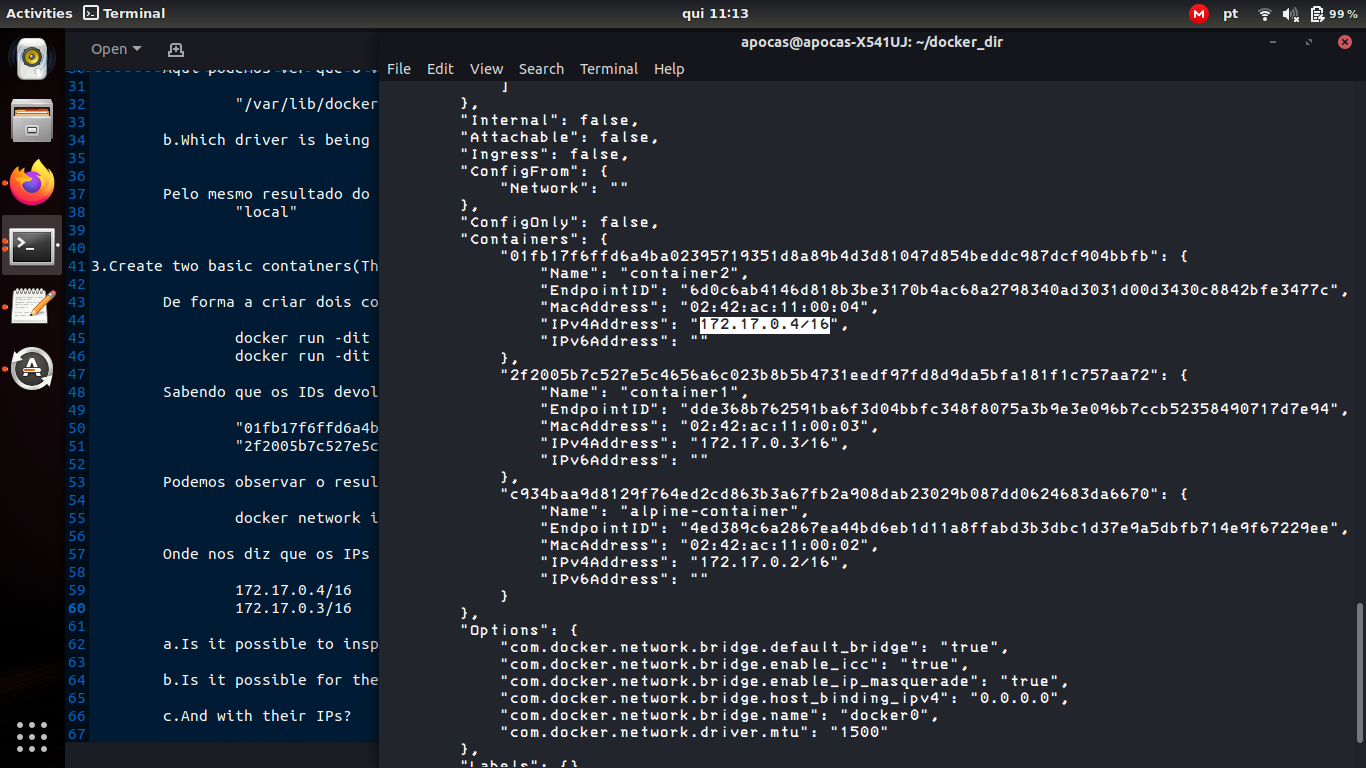 Activities
Terminal
qui 11:13
pt
99 %
Open
apocas@apocas-X541UJ: ~/docker_dir
File Edit View Search Terminal Help
31
32 "/var/lib/docker
33
34 b.Which driver is being
35
36
37 Pelo mesmo resultado do
38 "local"
39
40
41 3.Create two basic containers(Th
42
43 De forma a criar dois co
44
45 docker run -dit
46 docker run -dit
47
48 Sabendo que os IDs devol
49
50 "01fb17f6ffd6a4b
51 "2f2005b7c527e5c
52
53 Podemos observar o resul
54
55 docker network i
56
57 Onde nos diz que os IPs
58
59 172.17.0.4/16
60 172.17.0.3/16
61
62 a.Is it possible to insp
63
64 b.Is it possible for the
65
66 c.And with their IPs?
67
]
},
"Internal": false,
"Attachable": false,
"Ingress": false,
"ConfigFrom": {
"Network": ""
},
"ConfigOnly": false,
"Containers": {
"01fb17f6ffd6a4ba02395719351d8a89b4d3d81047d854beddc987dcf904bbfb": {
"Name": "container2",
"EndpointID": "6d0c6ab4146d818b3be3170b4ac68a2798340ad3031d00d3430c8842bfe3477c",
"MacAddress": "02:42:ac:11:00:04",
"IPv4Address": "172.17.0.4/16",
"IPv6Address": ""
},
"2f2005b7c527e5c4656a6c023b8b5b4731eedf97fd8d9da5bfa181f1c757aa72": {
"Name": "container1",
"EndpointID": "dde368b762591ba6f3d04bbfc348f8075a3b9e3e096b7ccb52358490717d7e94",
"MacAddress": "02:42:ac:11:00:03",
"IPv4Address": "172.17.0.3/16",
"IPv6Address": ""
},
"c934baa9d8129f764ed2cd863b3a67fb2a908dab23029b087dd0624683da6670": {
"Name": "alpine-container",
"EndpointID": "4ed389c6a2867ea44bd6eb1d11a8ffabd3b3dbc1d37e9a5dbfb714e9f67229ee",
"MacAddress": "02:42:ac:11:00:02",
"IPv4Address": "172.17.0.2/16",
"IPv6Address": ""
}
},
"Options": {
"com.docker.network.bridge.default_bridge": "true",
"com.docker.network.bridge.enable_icc": "true",
"com.docker.network.bridge.enable_ip_masquerade": "true",
"com.docker.network.bridge.host_binding_ipv4": "0.0.0.0",
"com.docker.network.bridge.name": "docker0",
"com.docker.network.driver.mtu": "1500"
},
"Labels": {}